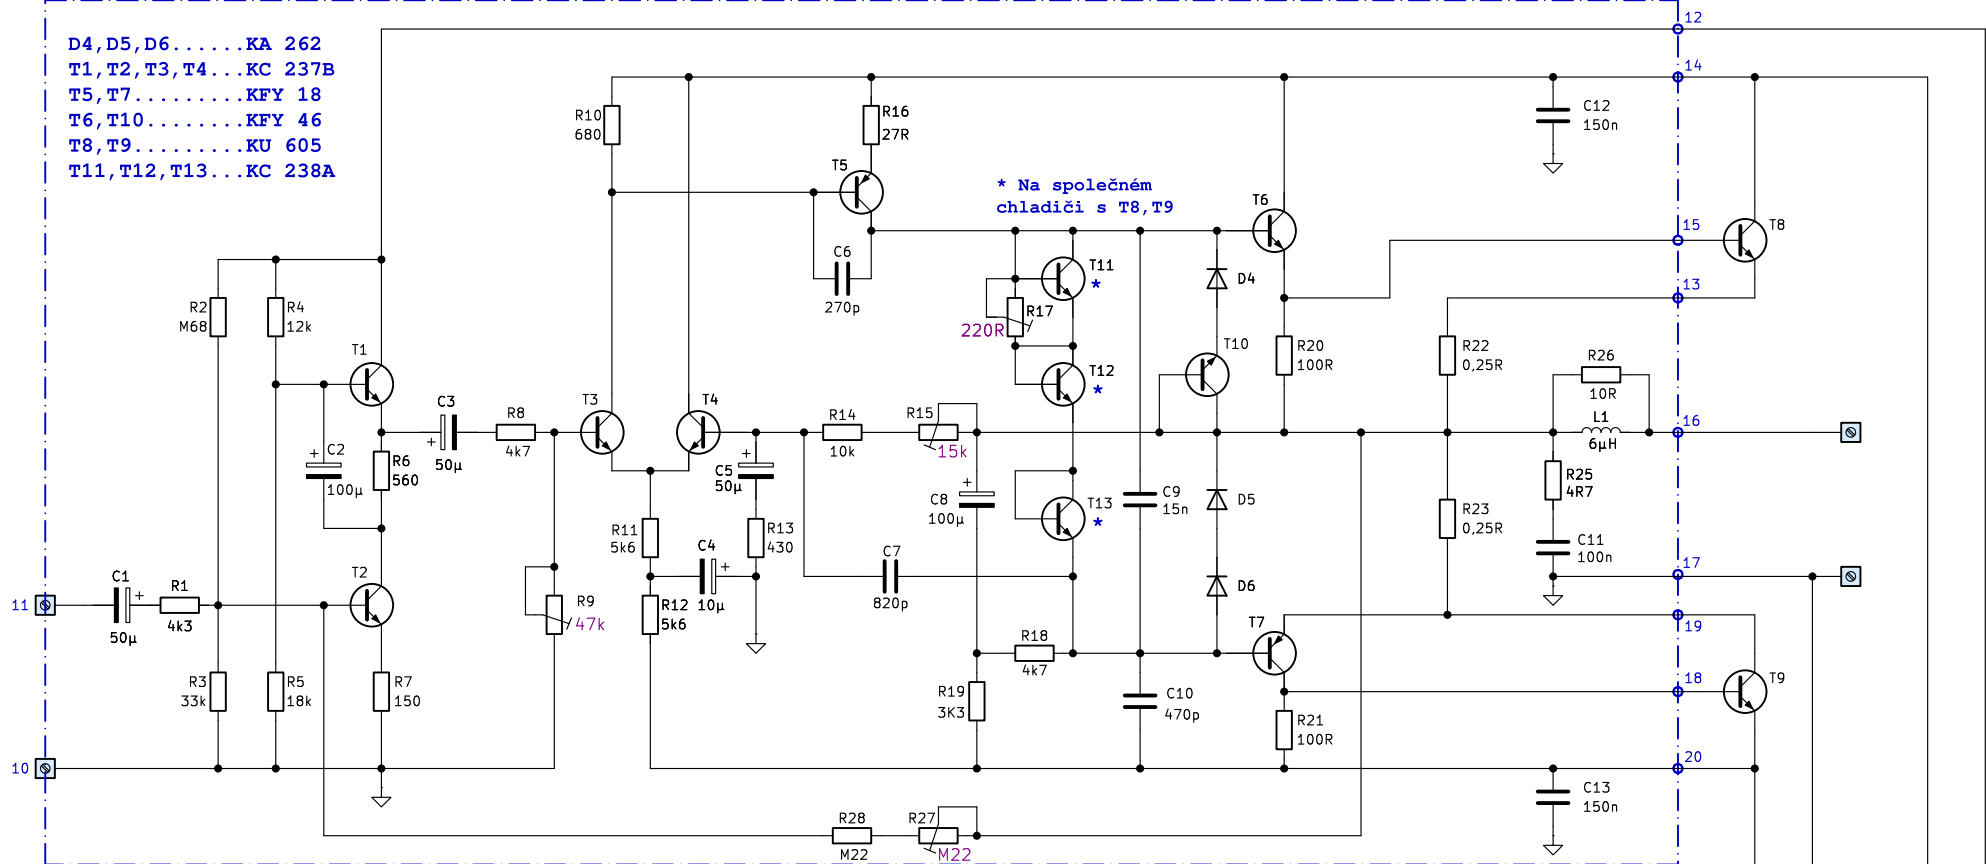 D4,D5,D6......KA 262
T1,T2,T3,T4...KC 237B
T5,T7.........KFY 18
T6,T10........KFY 46
T8,T9.........KU 605
T11,T12,T13...KC 238A
12
14
R10
680
R16
27R
C12
150n
T5
* Na společném
chladiči s T8,T9
T6
15
T8
C6
270p
T11
*
D4
13
R2
M68
R4
12k
R17
220R
T1
T10
R20
100R
R22
0,25R
R26
10R
T12
*
C3
50µ
R8
4k7
T3
T4
R14
10k
R15
15k
L1
6µH
16
+
+
C2
100µ
R6
560
+
C5
50µ
+
C8
100µ
T13
*
C9
15n
D5
R25
4R7
R23
0,25R
R11
5k6
R13
430
C4
10µ
+
C7
820p
C11
100n
17
D6
C1
50µ
+
R1
4k3
11
T2
R9
47k
R12
5k6
R18
4k7
T7
19
R3
33k
R5
18k
R7
150
R19
3K3
C10
470p
18
T9
R21
100R
10
20
C13
150n
R28
M22
R27
M22